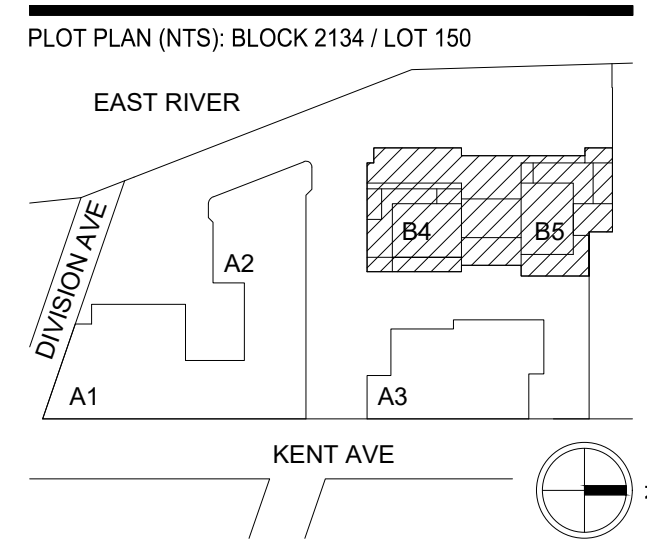 PLOT PLAN (NTS): BLOCK 2134 / LOT 150
EAST RIVER
DIVISION AVE
A2
B4
B5
A1
A3
KENT AVE